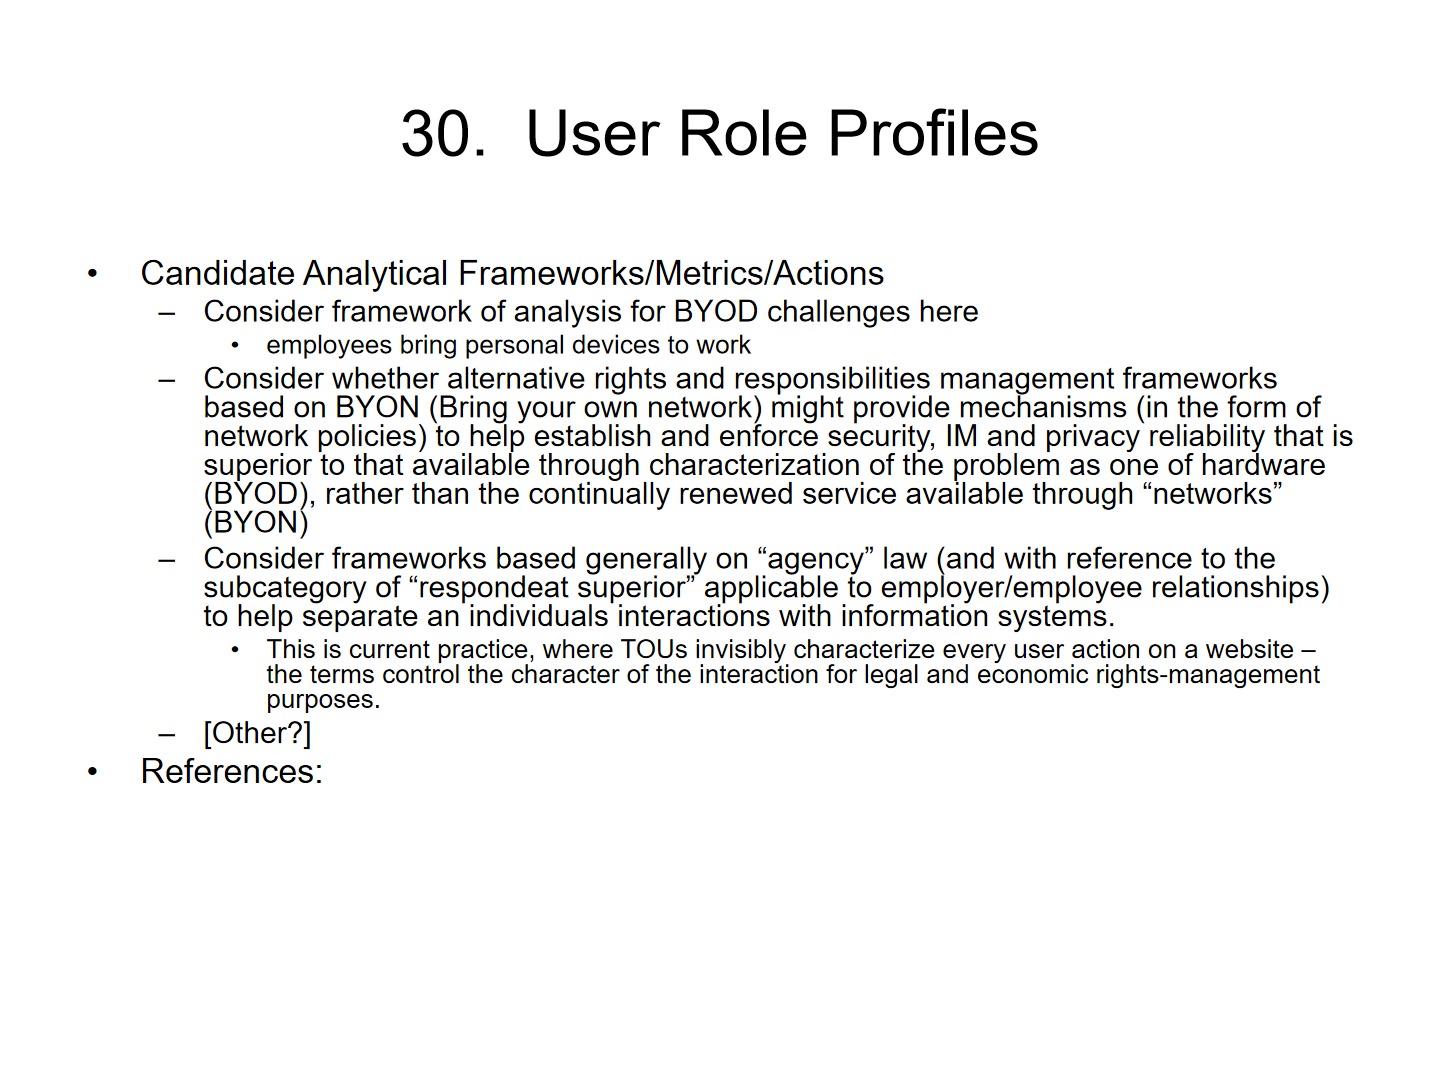 30.  User Role Profiles
• Candidate Analytical Frameworks/Metrics/Actions
– Consider framework of analysis for BYOD challenges here
• employees bring personal devices to work
– Consider whether alternative rights and responsibilities management frameworks
based on BYON (Bring your own network) might provide mechanisms (in the form of
network policies) to help establish and enforce security, IM and privacy reliability that is
superior to that available through characterization of the problem as one of hardware
(BYOD), rather than the continually renewed service available through “networks”
(BYON)
– Consider frameworks based generally on “agency” law (and with reference to the
subcategory of “respondeat superior” applicable to employer/employee relationships)
to help separate an individuals interactions with information systems.
• This is current practice, where TOUs invisibly characterize every user action on a website –
the terms control the character of the interaction for legal and economic rights-management
purposes.
– [Other?]
• References: